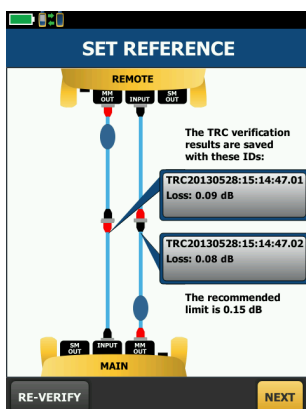 SET REFERENCE
REMOTE
MM OUT
INPUT
SM OUT
The TRC verification
results are saved
with these IDs:
TRC20130528:15:14:47.01
Loss: 0.09 dB
TRC20130528:15:14:47.02
Loss: 0.08 dB
The recommended
limit is 0.15 dB
SM OUT
INPUT
MM OUT
MAIN
RE-VERIFY
NEXT